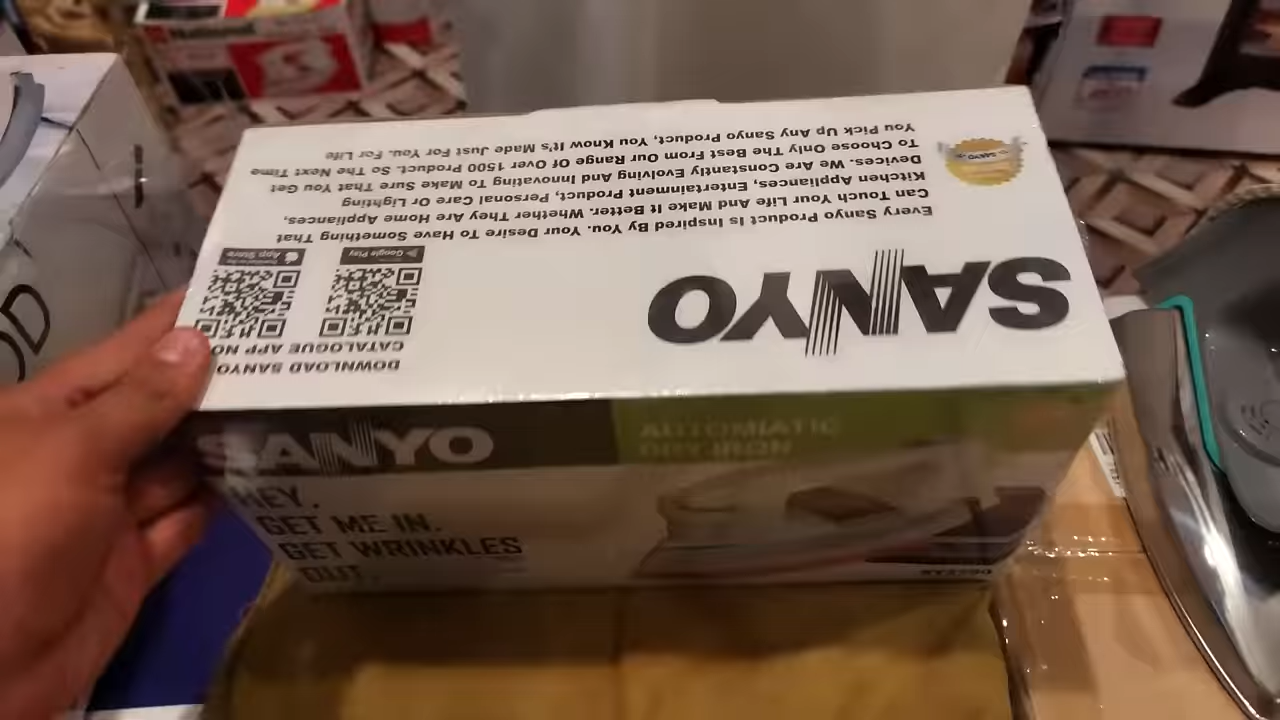 National
SANYO
Every Sanyo Product Is Inspired By You. Your Desire To Have Something That
Can Touch Your Life And Make It Better. Whether They Are Home Appliances,
Kitchen Appliances, Entertainment Product, Personal Care Or Lighting
Devices. We Are Constantly Evolving And Innovating To Make Sure That You Get
To Choose The Only The Best From Our Range Of Over 1500 Product. So The Next Time
You Pick Up Any Sanyo Product, You Know It's Made Just For You. For Life
SANYO
DOWNLOAD SANYO
CATALOGUE APP NO
Google Play
App Store
SANYO
AUTOMATIC
DRY IRON
HEY,
GET ME IN.
GET WRINKLES
OUT.